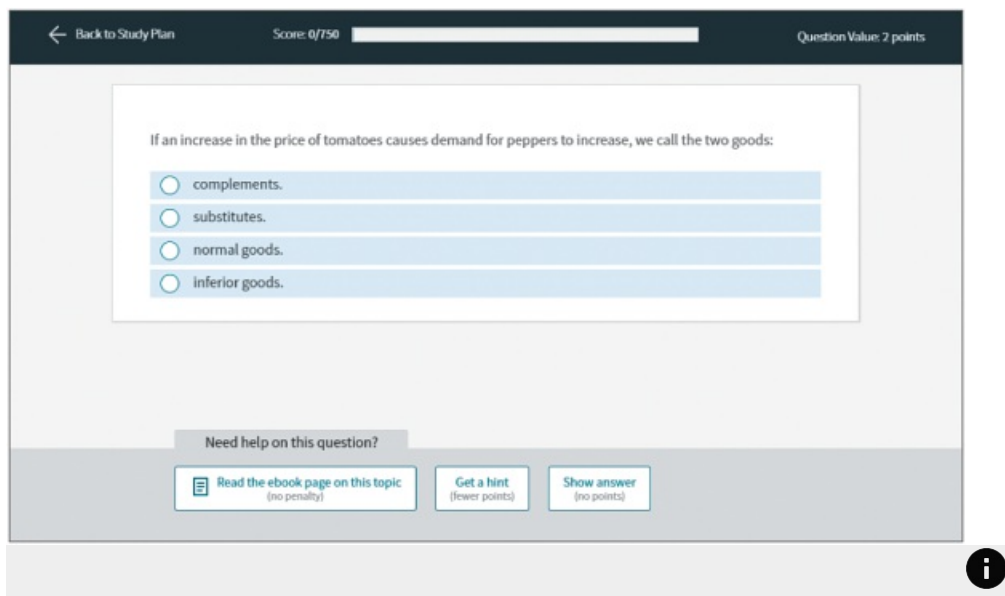 Back to Study Plan
Score: 0/750
Question Value: 2 points
If an increase in the price of tomatoes causes demand for peppers to increase, we call the two goods:
complements.
substitutes.
normal goods.
inferior goods.
Need help on this question?
Read the ebook page on this topic
(no penalty)
Get a hint
(fewer points)
Show answer
(no points)
i